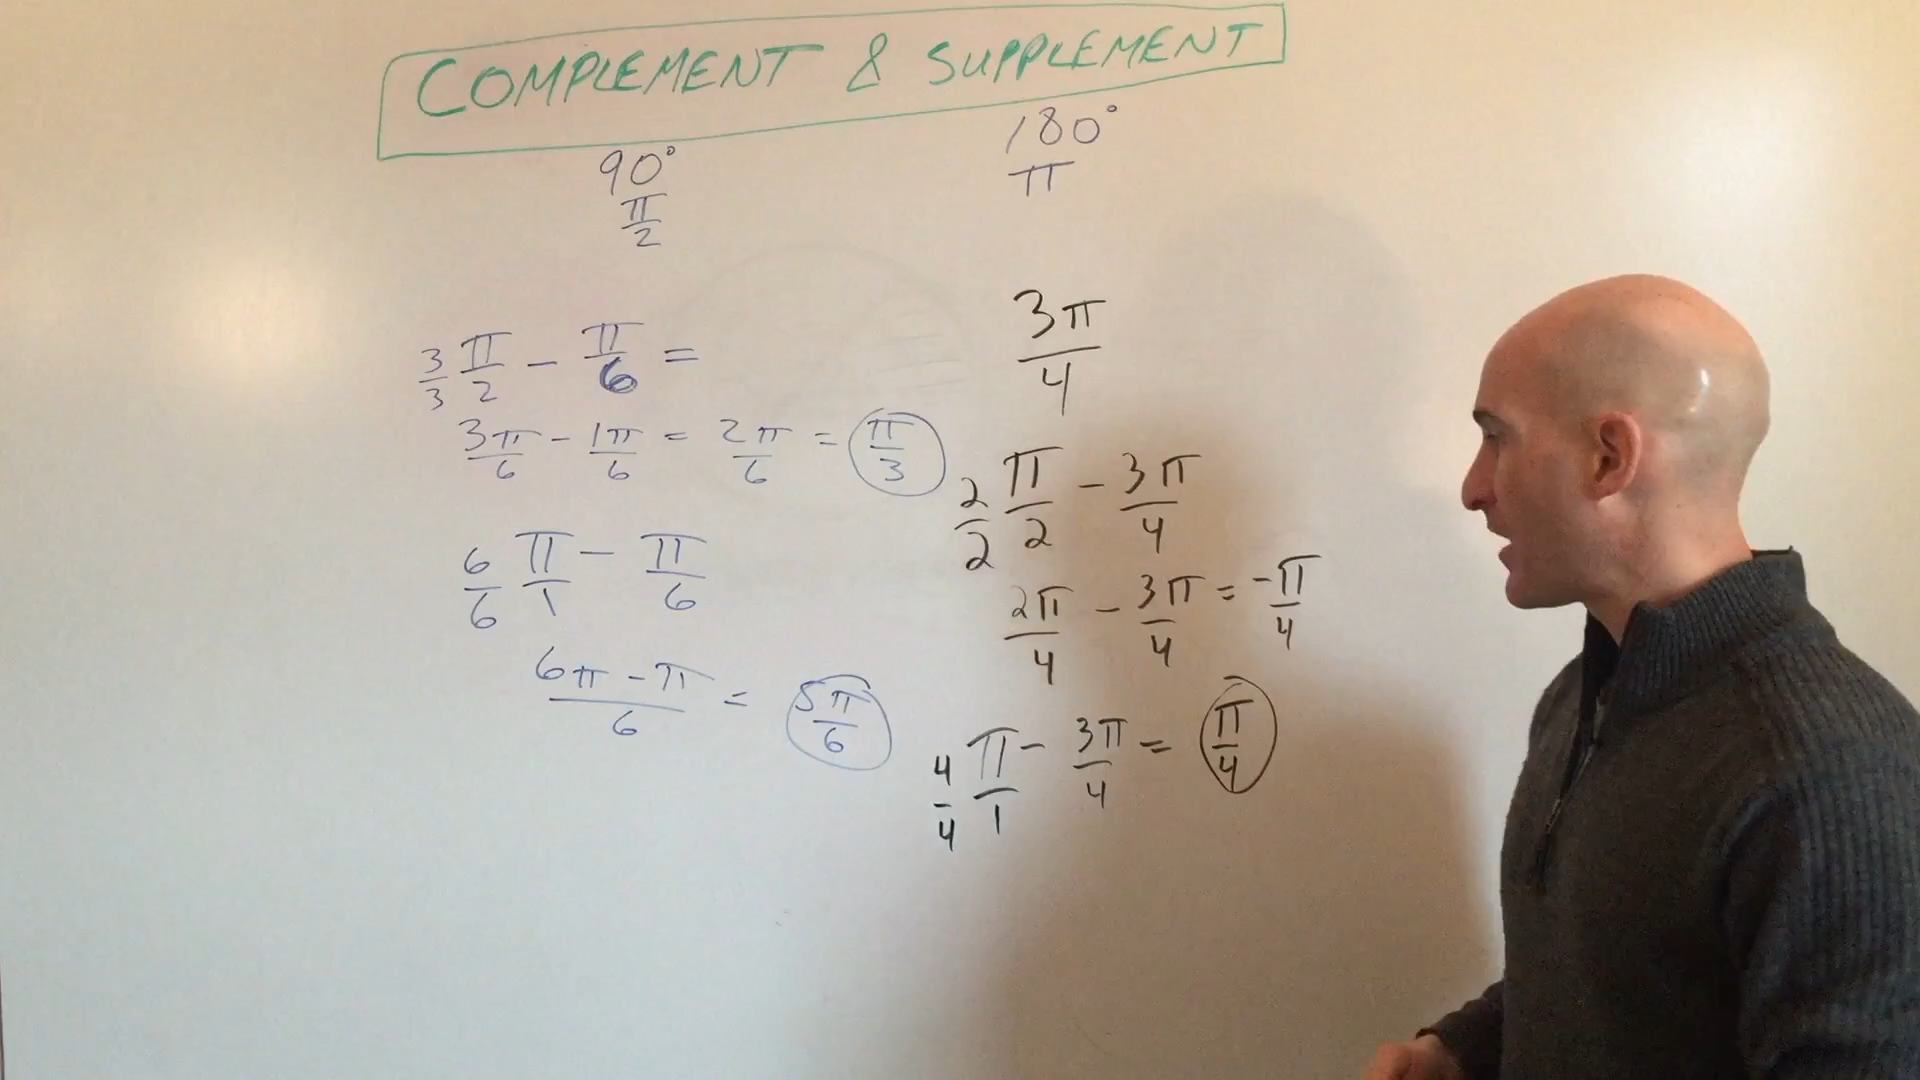 COMPLEMENT & SUPPLEMENT
90°
π/2
180°
π
3/3 π/2 - π/6 =
3π/6 - 1π/6 = 2π/6 = π/3
6/6 π/1 - π/6
6π - π/6 = 5π/6
3π/4
2/2 π/2 - 3π/4
2π/4 - 3π/4 = -π/4
4/4 π/1 - 3π/4 = π/4